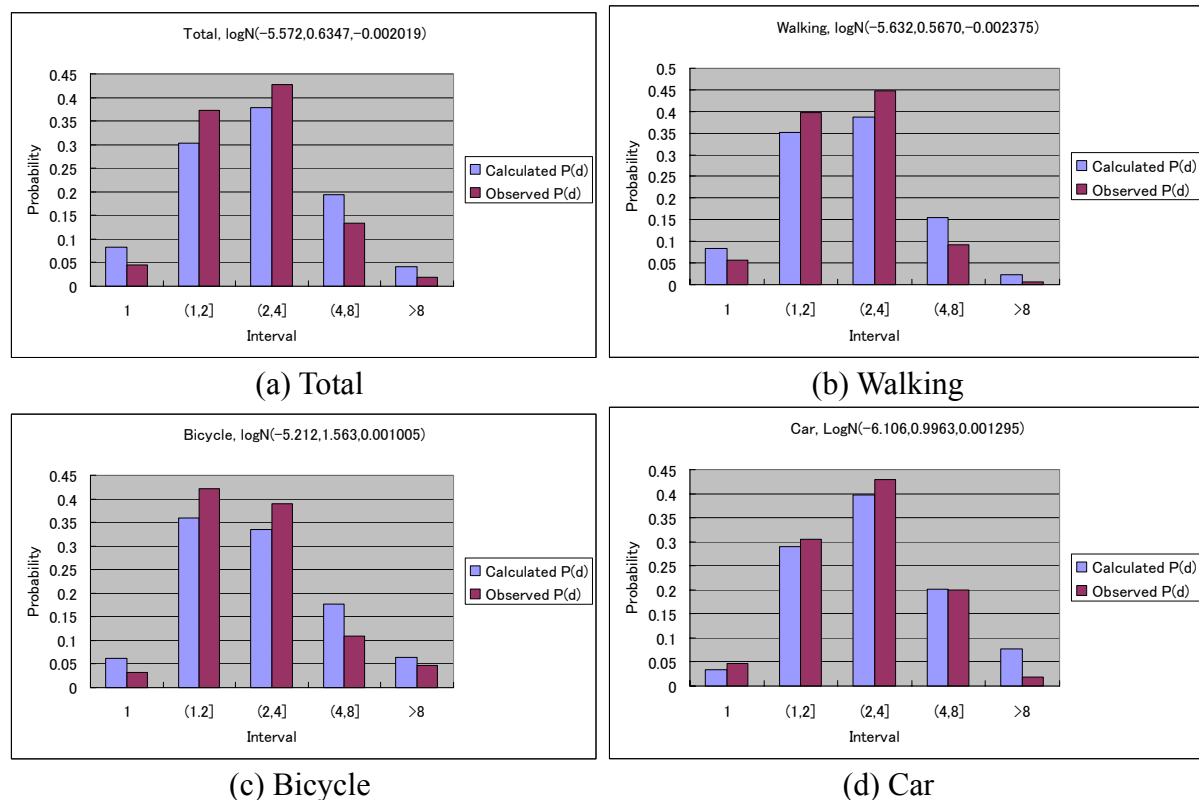 Total, logN(-5.572,0.6347,-0.002019)
0.45
0.4
0.35
0.3
0.25
0.2
0.15
0.1
0.05
0
Probability
1 (1,2] (2,4] (4,8] >8
Interval
Calculated P(d)
Observed P(d)
(a) Total
Walking, logN(-5.632,0.5670,-0.002375)
0.5
0.45
0.4
0.35
0.3
0.25
0.2
0.15
0.1
0.05
0
Probability
1 (1,2] (2,4] (4,8] >8
Interval
Calculated P(d)
Observed P(d)
(b) Walking
Bicycle, logN(-5.212,1.563,0.001005)
0.45
0.4
0.35
0.3
0.25
0.2
0.15
0.1
0.05
0
Probability
1 (1.2] (2,4] (4,8] >8
Interval
Calculated P(d)
Observed P(d)
(c) Bicycle
Car, LogN(-6.106,0.9963,0.001295)
0.45
0.4
0.35
0.3
0.25
0.2
0.15
0.1
0.05
0
Probability
1 (1,2] (2,4] (4,8] >8
Interval
Calculated P(d)
Observed P(d)
(d) Car